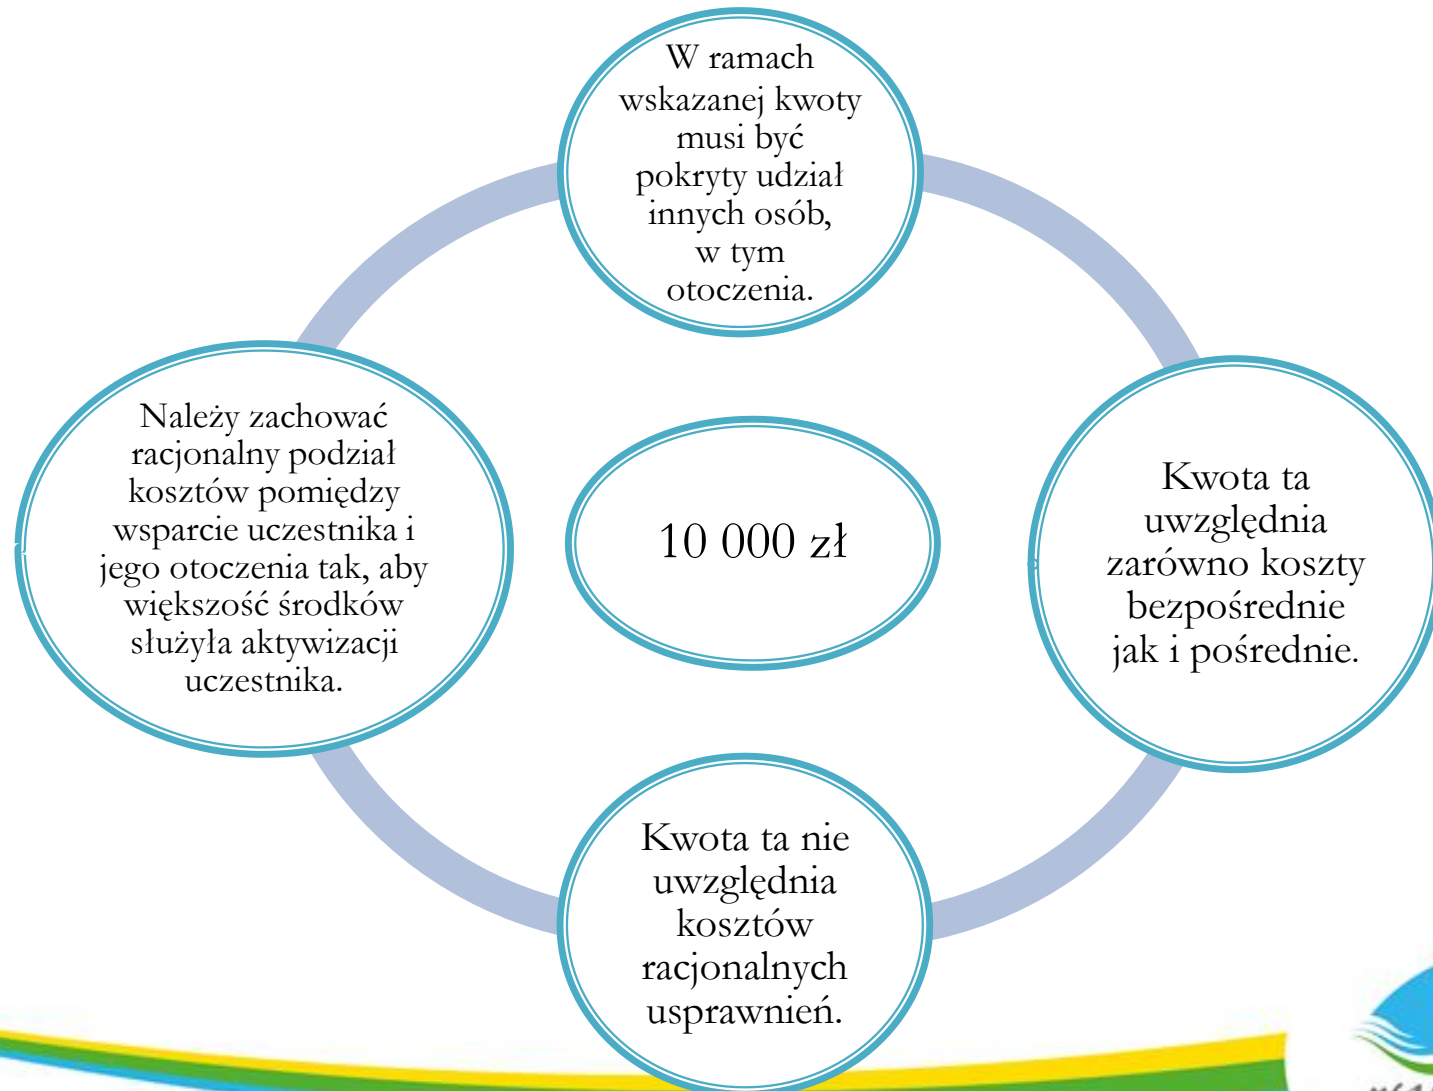 W ramach
wskazanej kwoty
musi być
pokryty udział
innych osób,
w tym
otoczenia.
Należy zachować
racjonalny podział
kosztów pomiędzy
wsparcie uczestnika i
jego otoczenia tak, aby
większość środków
służyła aktywizacji
uczestnika.
10 000 zł
Kwota ta
uwzględnia
zarówno koszty
bezpośrednie
jak i pośrednie.
Kwota ta nie
uwzględnia
kosztów
racjonalnych
usprawnień.